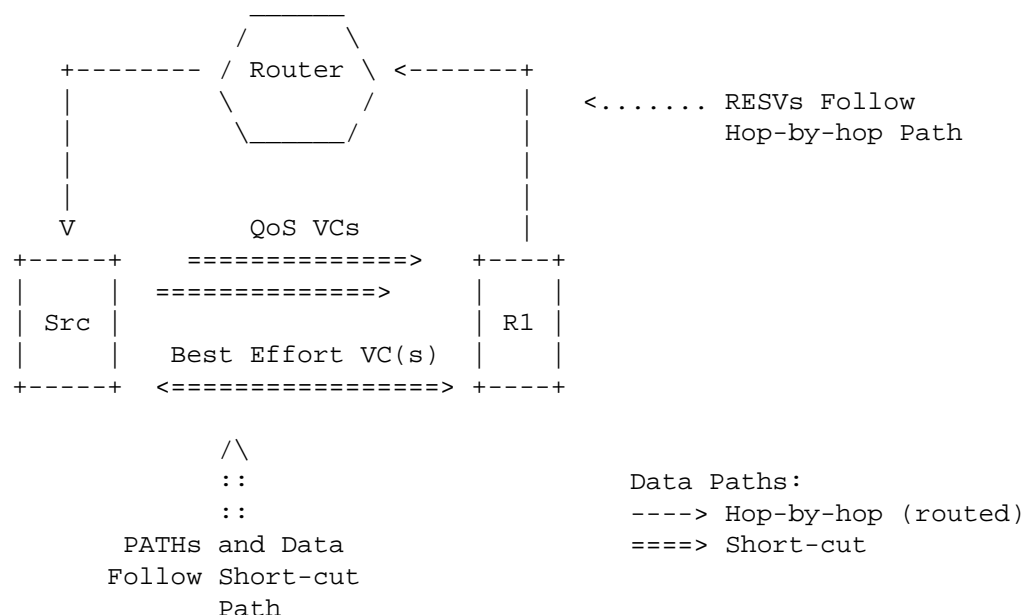 Router
<....... RESVs Follow
Hop-by-hop Path
V
QoS VCs
Src
R1
Best Effort VC(s)
Data Paths:
----> Hop-by-hop (routed)
PATHs and Data
====> Short-cut
Follow Short-cut
Path